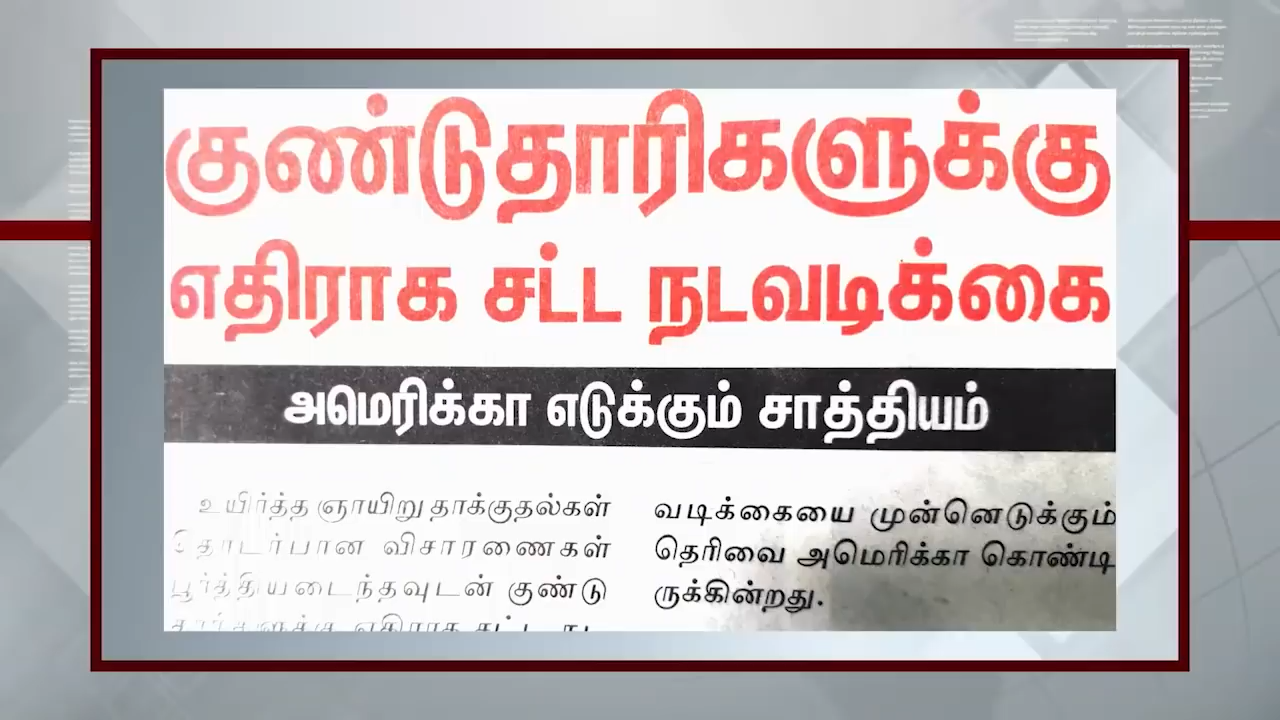 குண்டுதாரிகளுக்கு
எதிராக சட்ட நடவடிக்கை
அமெரிக்கா எடுக்கும் சாத்தியம்
உயிர்த்த ஞாயிறு தாக்குதல்கள்
தொடர்பான விசாரணைகள்
பூர்த்தியடைந்தவுடன் குண்டு
வடிக்கையை முன்னெடுக்கும்
தெரிவை அமெரிக்கா கொண்டி
ருக்கின்றது.